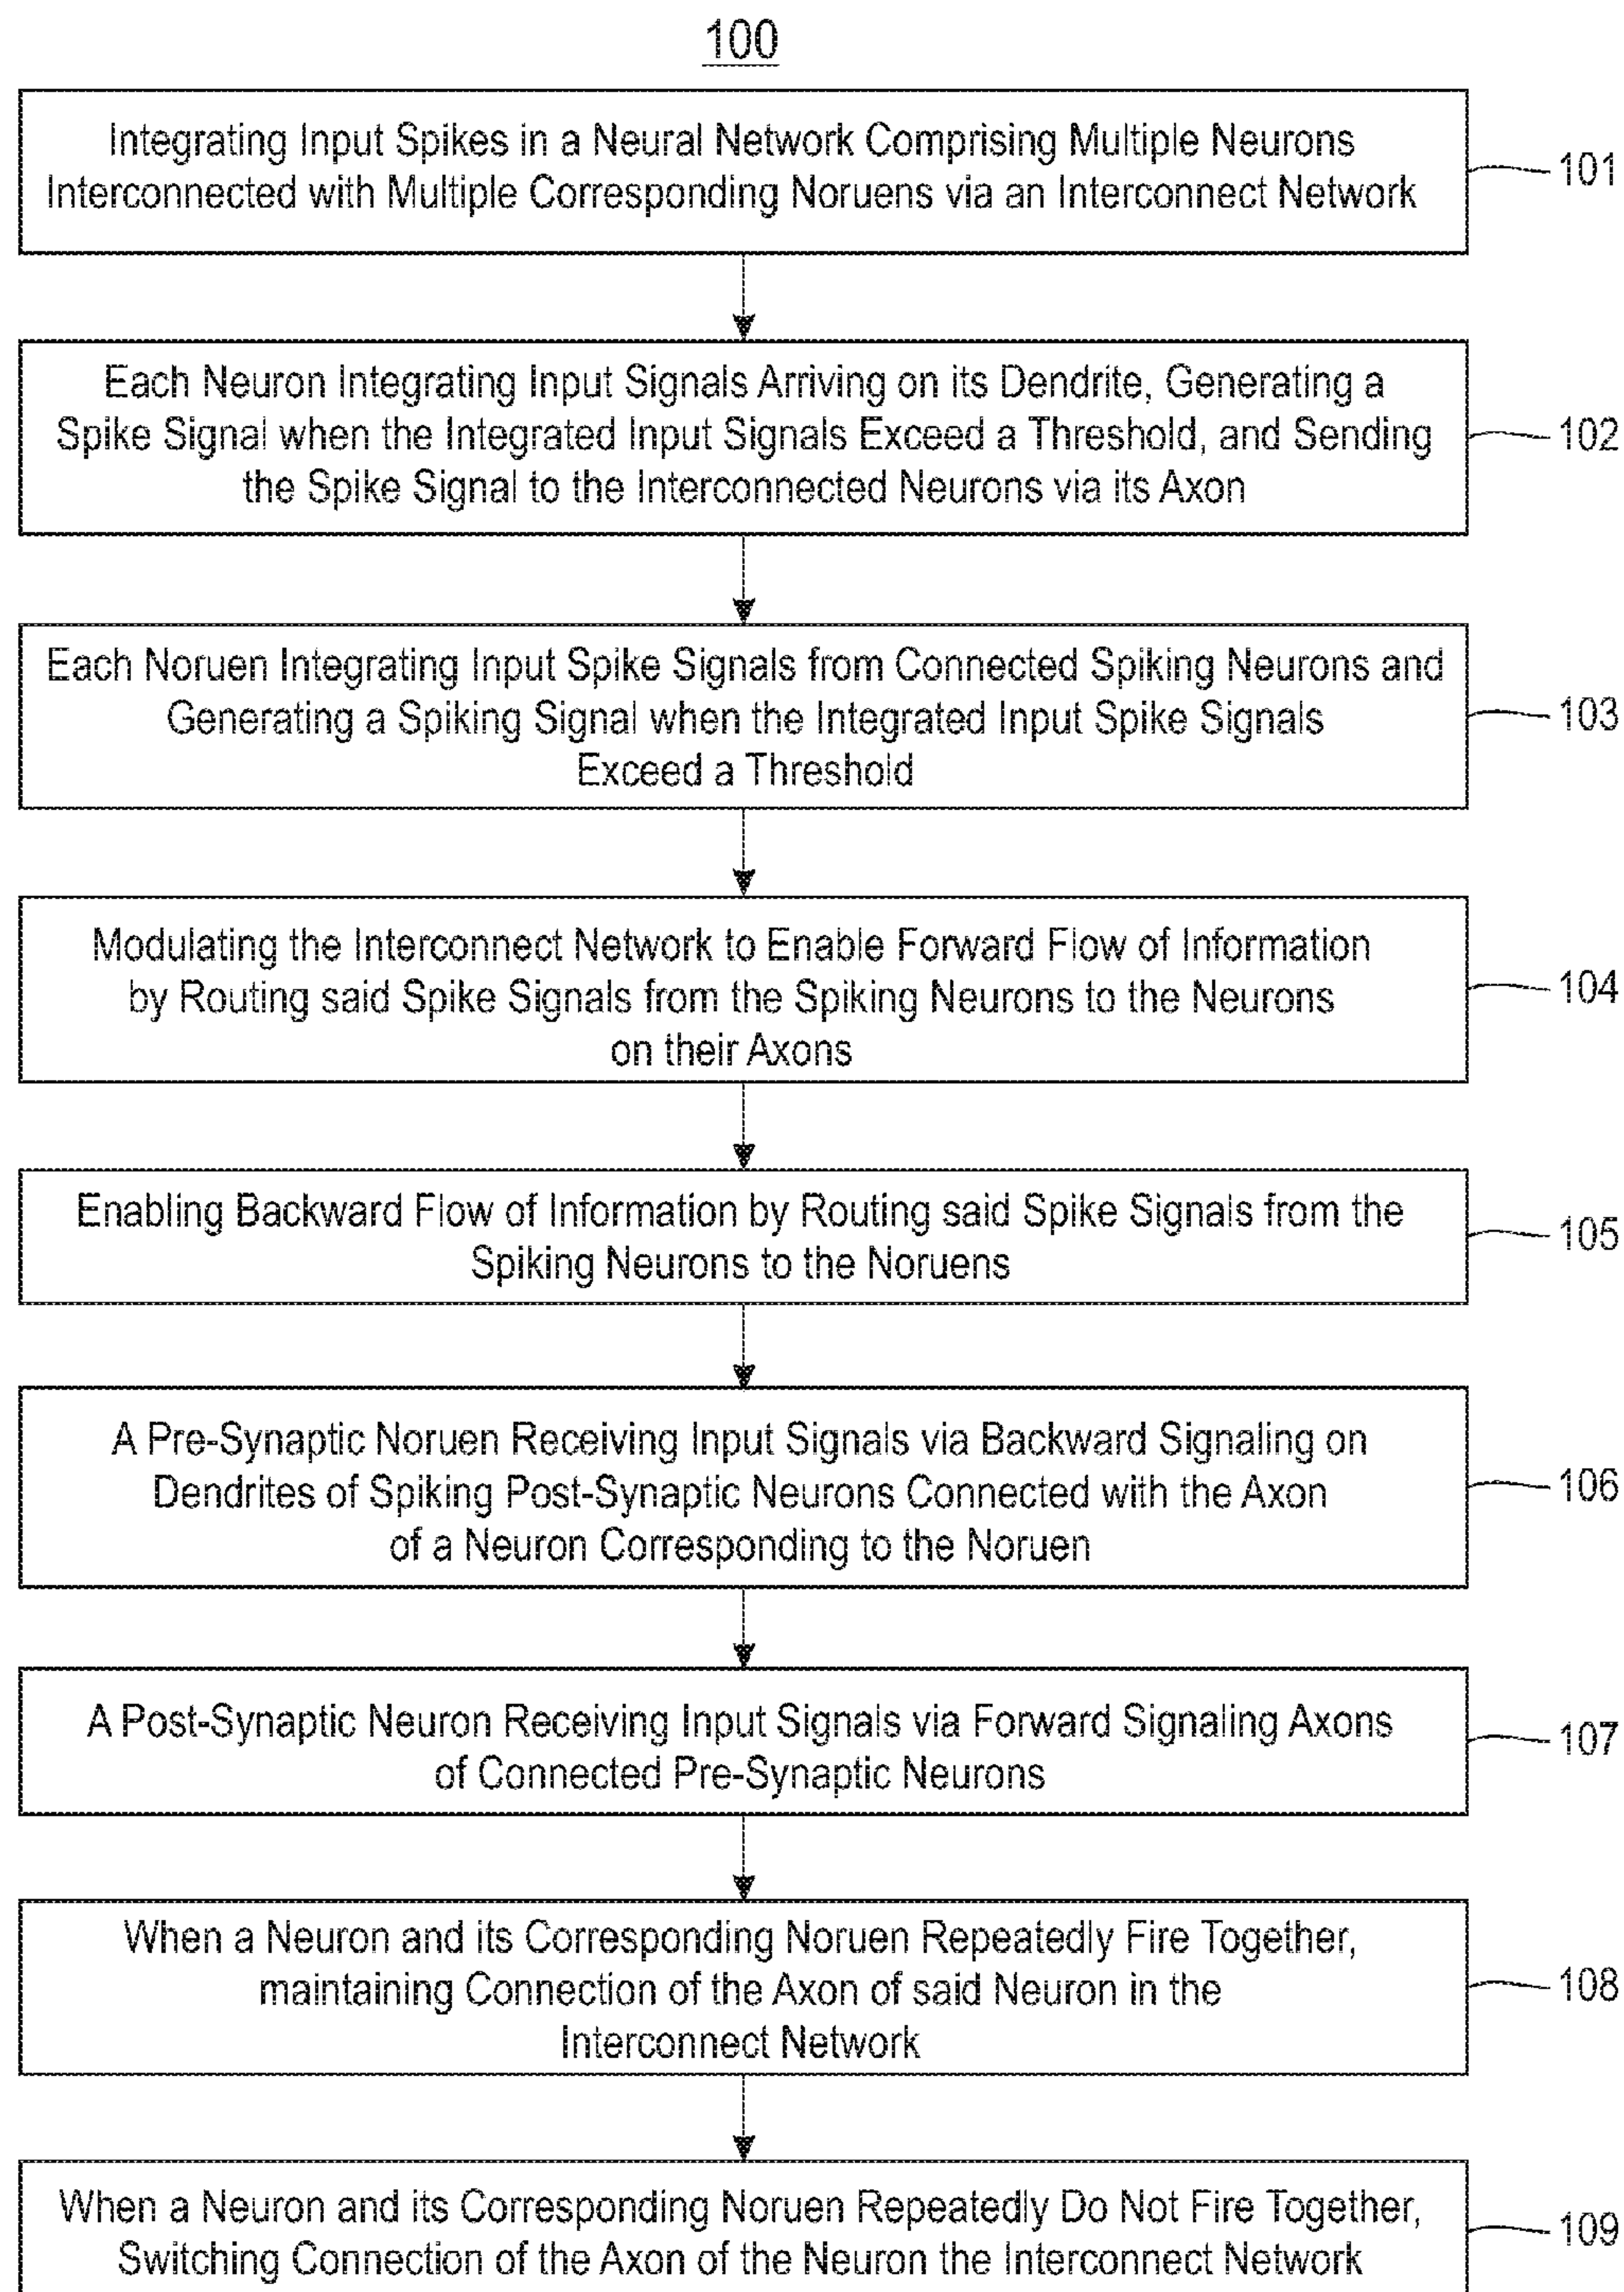 100
Integrating Input Spikes in a Neural Network Comprising Multiple Neurons
Interconnected with Multiple Corresponding Noruens via an Interconnect Network
101
Each Neuron Integrating Input Signals Arriving on its Dendrite, Generating a
Spike Signal when the Integrated Input Signals Exceed a Threshold, and Sending
the Spike Signal to the Interconnected Neurons via its Axon
102
Each Noruen Integrating Input Spike Signals from Connected Spiking Neurons and
Generating a Spiking Signal when the Integrated Input Spike Signals
Exceed a Threshold
103
Modulating the Interconnect Network to Enable Forward Flow of Information
by Routing said Spike Signals from the Spiking Neurons to the Neurons
on their Axons
104
Enabling Backward Flow of Information by Routing said Spike Signals from the
Spiking Neurons to the Noruens
105
A Pre-Synaptic Noruen Receiving Input Signals via Backward Signaling on
Dendrites of Spiking Post-Synaptic Neurons Connected with the Axon
of a Neuron Corresponding to the Noruen
106
A Post-Synaptic Neuron Receiving Input Signals via Forward Signaling Axons
of Connected Pre-Synaptic Neurons
107
When a Neuron and its Corresponding Noruen Repeatedly Fire Together,
maintaining Connection of the Axon of said Neuron in the
Interconnect Network
108
When a Neuron and its Corresponding Noruen Repeatedly Do Not Fire Together,
Switching Connection of the Axon of the Neuron the Interconnect Network
109